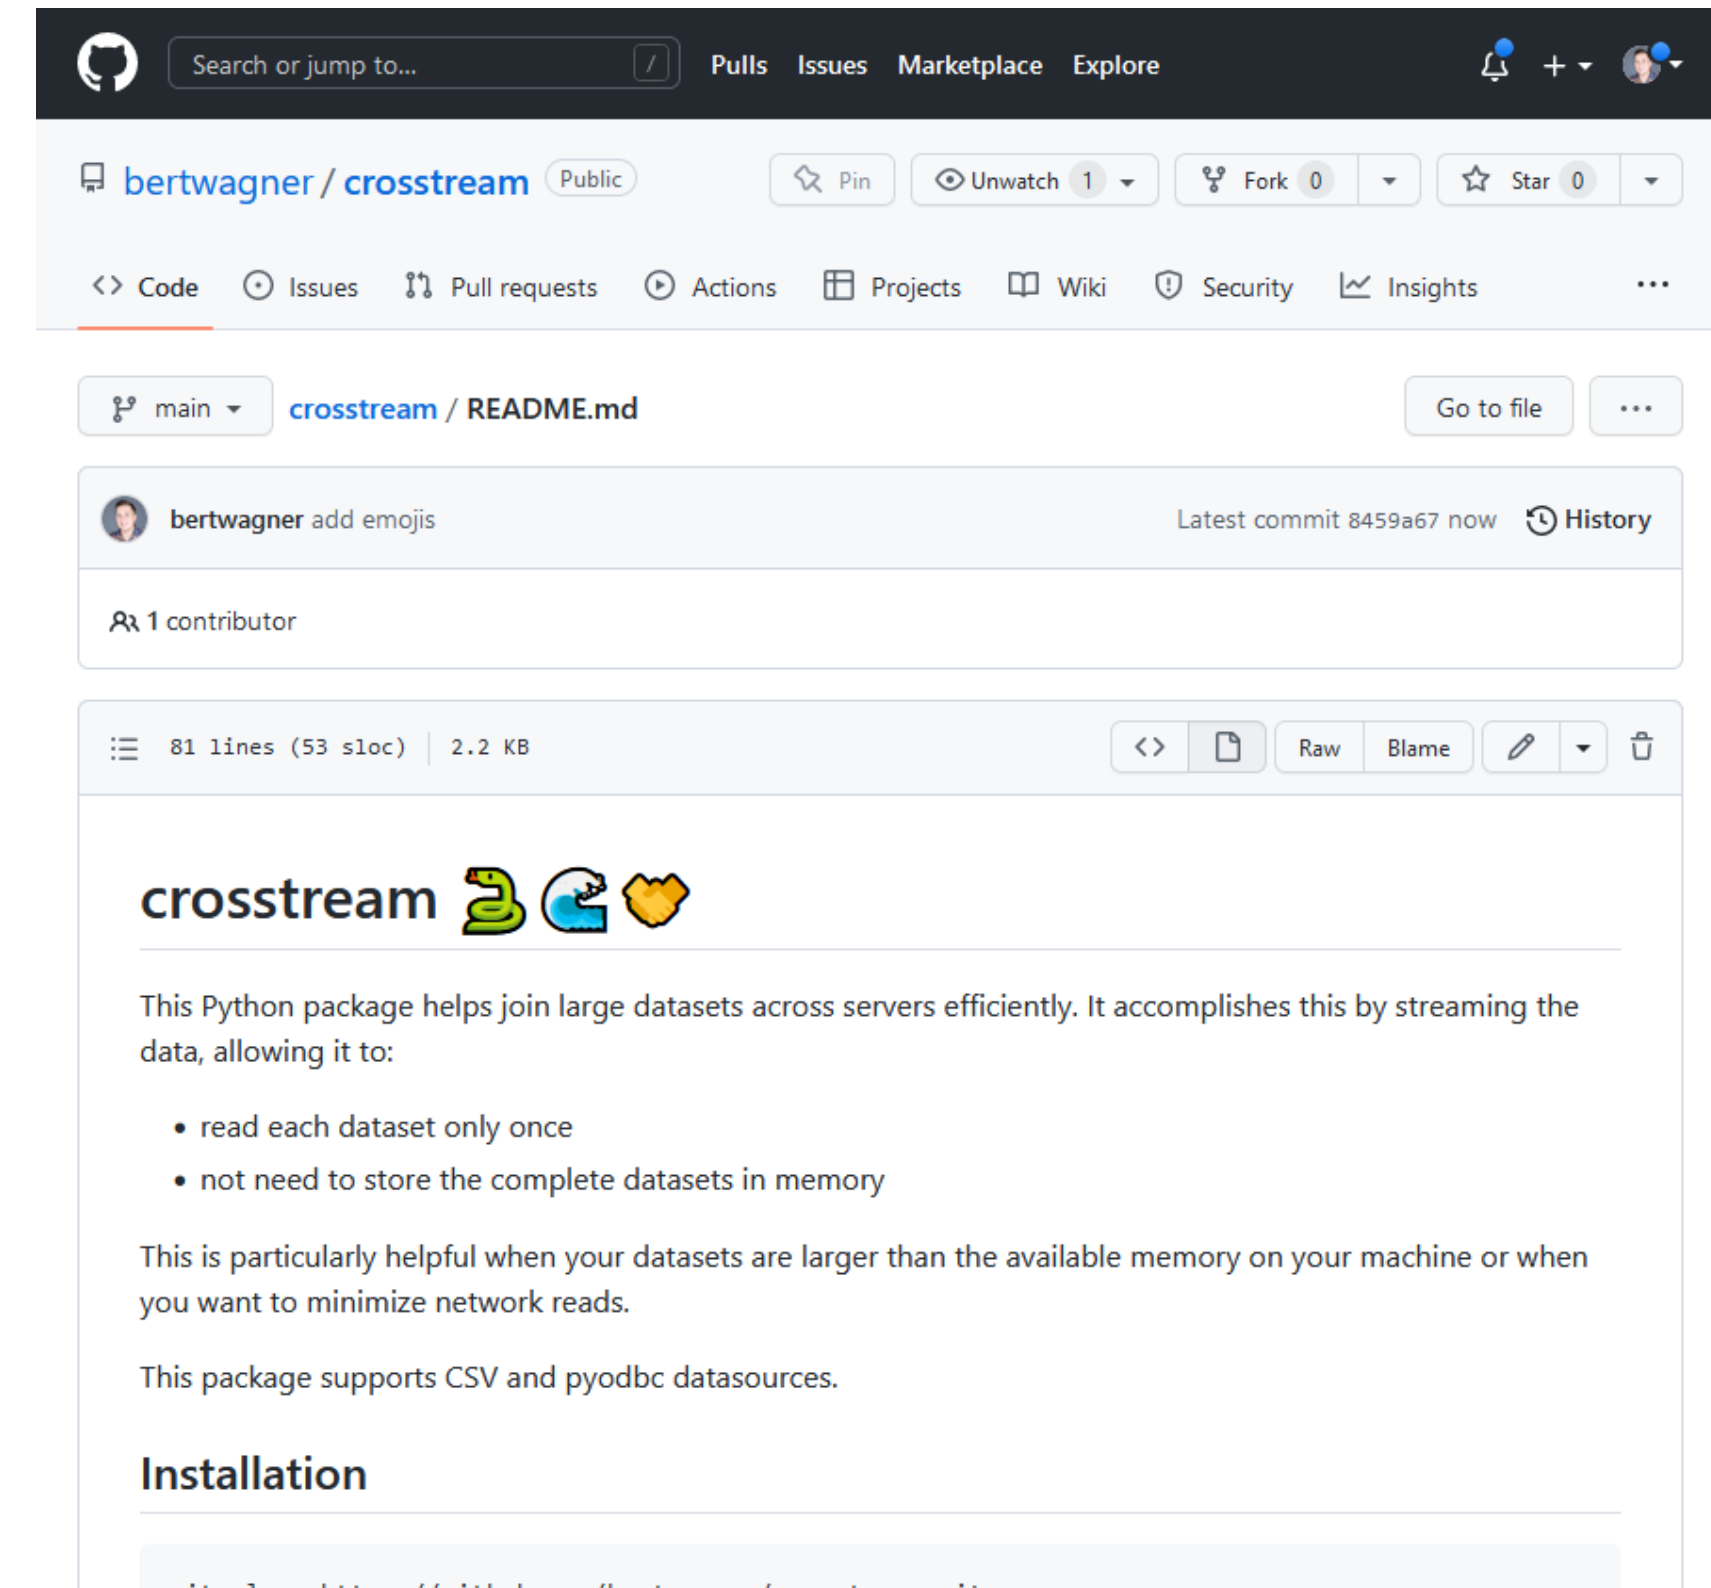 Search or jump to... /
Pulls Issues Marketplace Explore
bertwagner / crosstream Public
Pin Unwatch 1 Fork 0 Star 0
Code Issues Pull requests Actions Projects Wiki Security Insights ...
main crosstream / README.md Go to file ...
bertwagner add emojis Latest commit 8459a67 now History
1 contributor
81 lines (53 sloc) 2.2 KB Raw Blame
crosstream 🐍🌊🤝
This Python package helps join large datasets across servers efficiently. It accomplishes this by streaming the
data, allowing it to:
• read each dataset only once
• not need to store the complete datasets in memory
This is particularly helpful when your datasets are larger than the available memory on your machine or when
you want to minimize network reads.
This package supports CSV and pyodbc datasources.
Installation